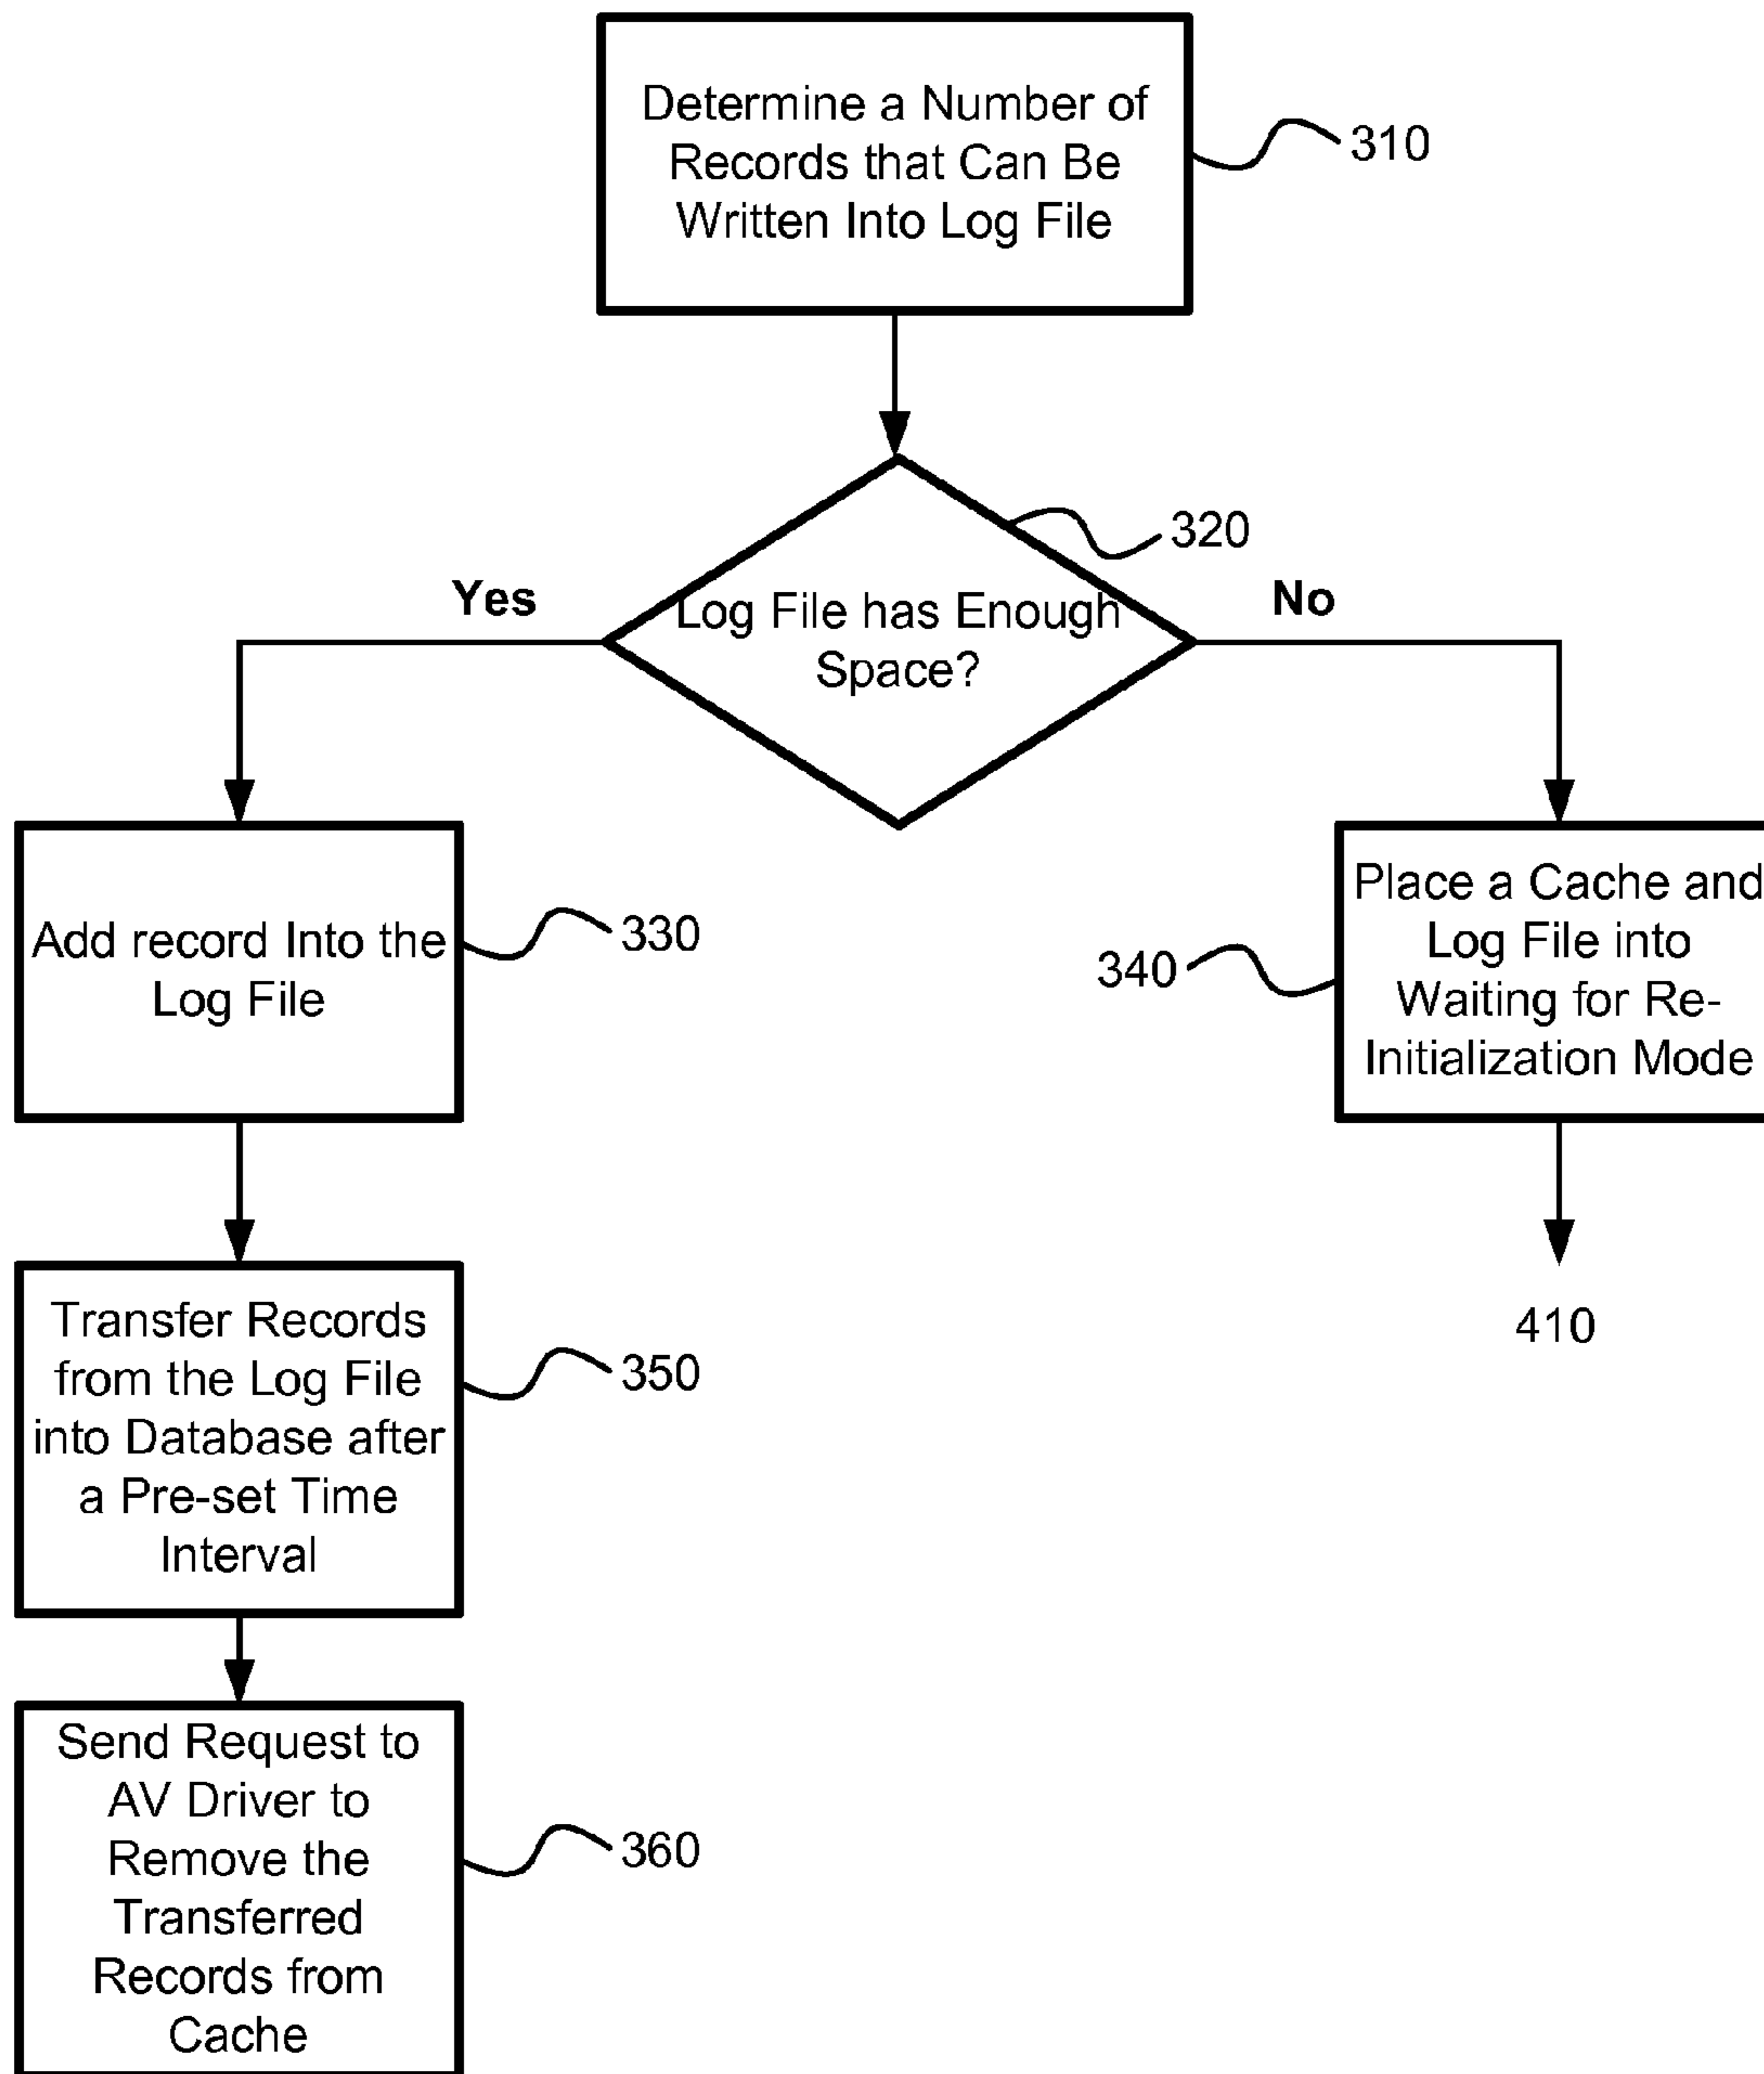 Determine a Number of
Records that Can Be
Written Into Log File
310
320
Yes
No
Log File has Enough
Space?
Add record Into the
Log File
330
Place a Cache and
Log File into
Waiting for Re-
Initialization Mode
340
410
Transfer Records
from the Log File
into Database after
a Pre-set Time
Interval
350
Send Request to
AV Driver to
Remove the
Transferred
Records from
Cache
360